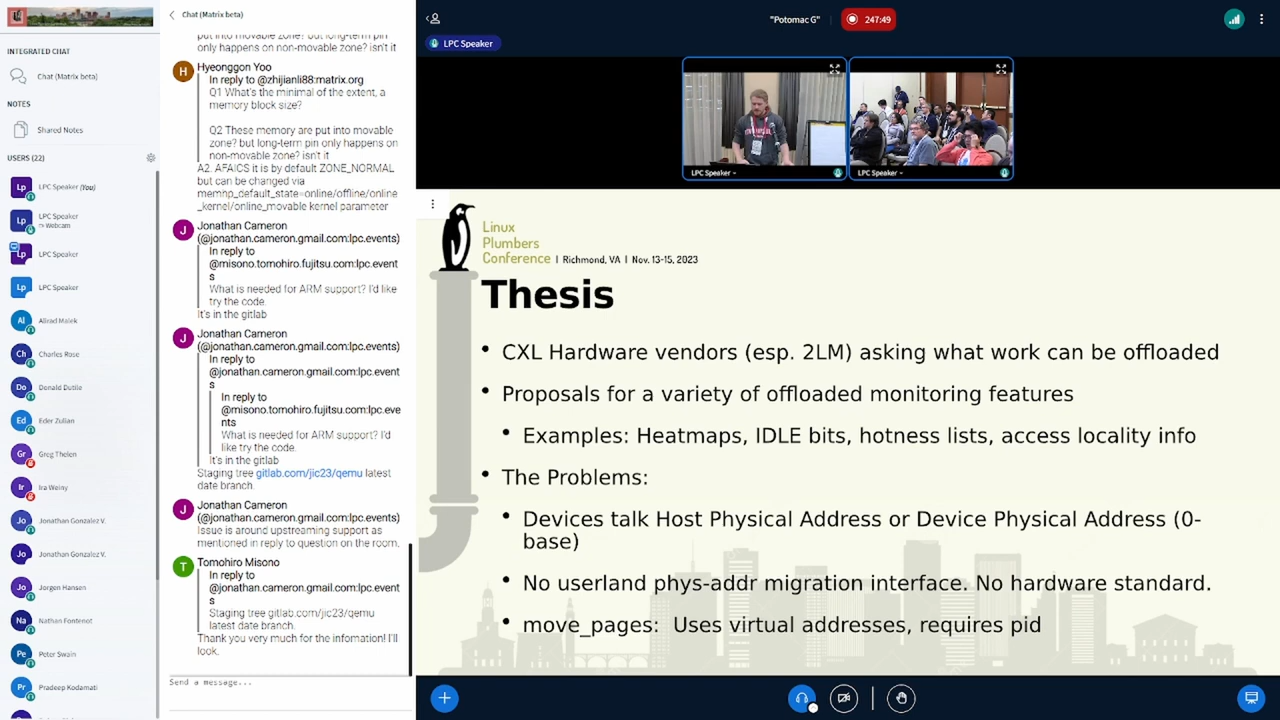 INTEGRATED CHAT
Chat (Matrix beta)
NOTES
Shared Notes
USERS (22)
Lp LPC Speaker (You)
Lp LPC Speaker
Webcam
Lp LPC Speaker
Lp LPC Speaker
Al
Ch Charles Rose
Do Donald Dutile
Ed Eder Zulian
Gr Greg Thelen
Ir Ira Weiny
Jo Jonathan Gonzalez V.
Jo Jonathan Gonzalez V.
Jo Jorgen Hansen
Na Nathan Fontenot
Pe Peter Swain
Pr Pradeep Kodamati
Chat (Matrix beta)
put into movable zone? but long-term pin
only happens on non-movable zone? isn't it
H Hyeonggon Yoo
In reply to @zhijianli88:matrix.org
Q1 What's the minimal of the extent, a
memory block size?
Q2 These memory are put into movable
zone? but long-term pin only happens on
non-movable zone? isn't it
A2. AFAICS it is by default ZONE_NORMAL
but can be changed via
memhp_default_state=online/offline/online
_kernel/online_movable kernel parameter
J Jonathan Cameron
(@jonathan.cameron.gmail.com:lpc.events)
In reply to
@misono.tomohiro.fujitsu.com:lpc.event
s
What is needed for ARM support? I'd like
try the code.
It's in the gitlab
J Jonathan Cameron
(@jonathan.cameron.gmail.com:lpc.events)
In reply to
@jonathan.cameron.gmail.com:lpc.event
s
In reply to
@misono.tomohiro.fujitsu.com:lpc.eve
nts
What is needed for ARM support? I'd
like try the code.
It's in the gitlab
Staging tree gitlab.com/jic23/qemu latest
date branch
J Jonathan Cameron
(@jonathan.cameron.gmail.com:lpc.events)
Issue is around upstreaming support as
mentioned in reply to question on the room.
T Tomohiro Misono
In reply to
@jonathan.cameron.gmail.com:lpc.event
s
Staging tree gitlab.com/jic23/qemu
latest date branch.
Thank you very much for the infomation! I'll
look.
Send a message...
"Potomac G"
247:49
LPC Speaker
LPC Speaker
LPC Speaker
Linux
Plumbers
Conference | Richmond, VA | Nov. 13-15, 2023
Thesis
• CXL Hardware vendors (esp. 2LM) asking what work can be offloaded
• Proposals for a variety of offloaded monitoring features
• Examples: Heatmaps, IDLE bits, hotness lists, access locality info
• The Problems:
• Devices talk Host Physical Address or Device Physical Address (0-
base)
• No userland phys-addr migration interface. No hardware standard.
• move_pages: Uses virtual addresses, requires pid